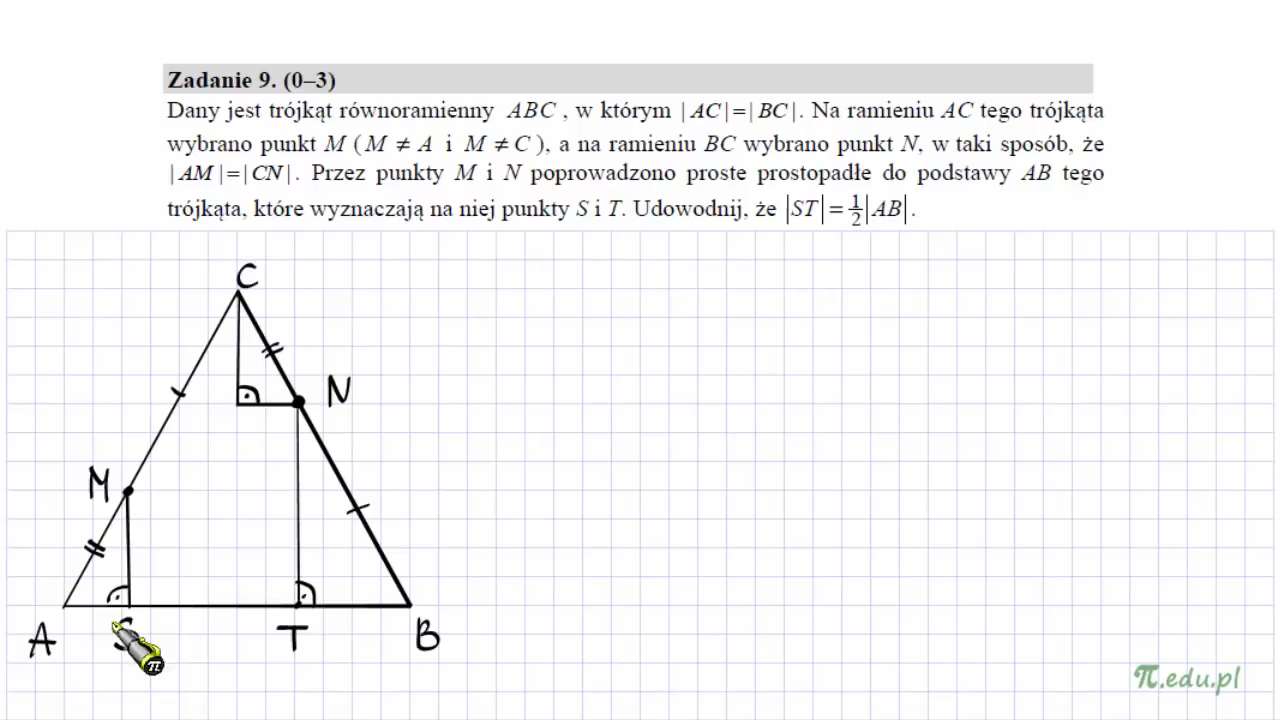 Zadanie 9. (0–3)
Dany jest trójkąt równoramienny ABC , w którym |AC|=|BC|. Na ramieniu AC tego trójkąta
wybrano punkt M ( M ≠ A i M ≠ C ), a na ramieniu BC wybrano punkt N, w taki sposób, że
|AM|=|CN|. Przez punkty M i N poprowadzono proste prostopadłe do podstawy AB tego
trójkąta, które wyznaczają na niej punkty S i T. Udowodnij, że |ST|=½|AB|.
C
N
M
A S T B
π.edu.pl